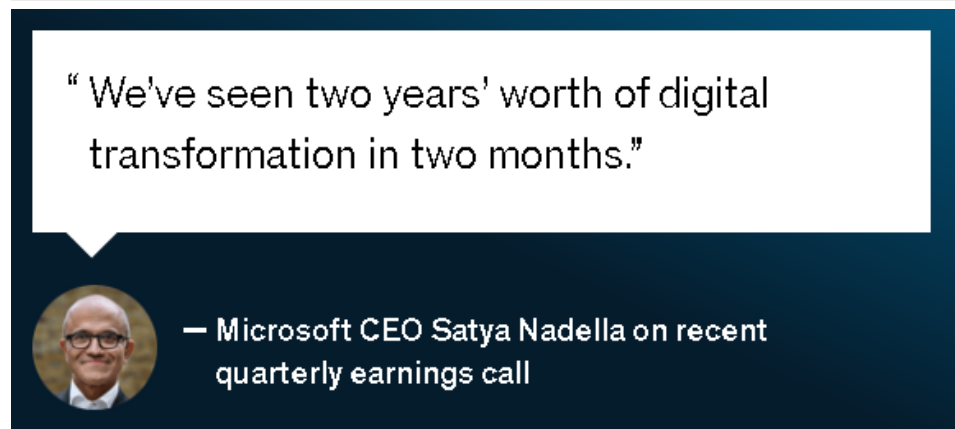 “ We’ve seen two years’ worth of digital
transformation in two months.”
— Microsoft CEO Satya Nadella on recent
quarterly earnings call